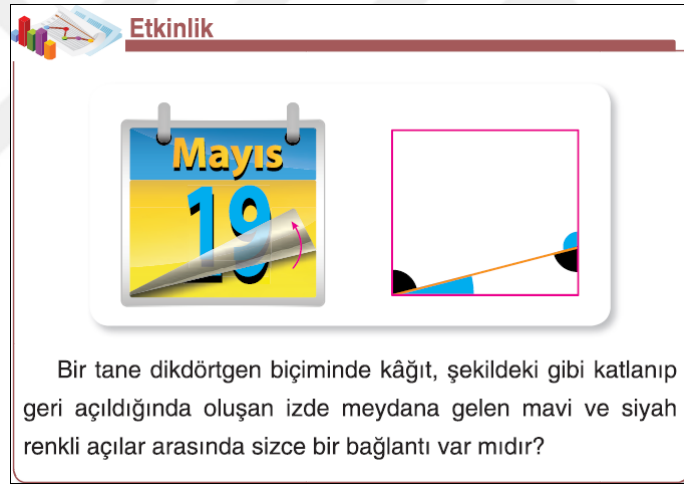 Etkinlik
Mayıs
19
Bir tane dikdörtgen biçiminde kâğıt, şekildeki gibi katlanıp
geri açıldığında oluşan izde meydana gelen mavi ve siyah
renkli açılar arasında sizce bir bağlantı var mıdır?